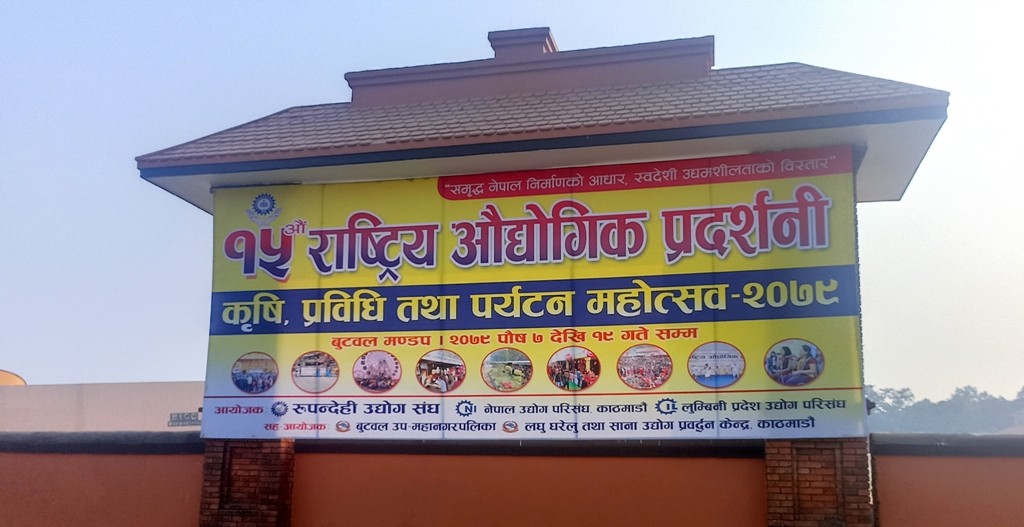 "समृद्ध नेपाल निर्माणको आधार, स्वदेशी उद्यमशीलताको विस्तार"
१५औं राष्ट्रिय औद्योगिक प्रदर्शनी
कृषि, प्रविधि तथा पर्यटन महोत्सव-२०७९
बुटवल मण्डप । २०७९ पौष ७ देखि १९ गते सम्म
आयोजक रुपन्देही उद्योग संघ नेपाल उद्योग परिसंघ, काठमाडौं लुम्बिनी प्रदेश उद्योग परिसंघ
सह-आयोजक: बुटवल उप-महानगरपालिका लघु घरेलु तथा साना उद्योग प्रवर्द्धन केन्द्र, काठमाडौं